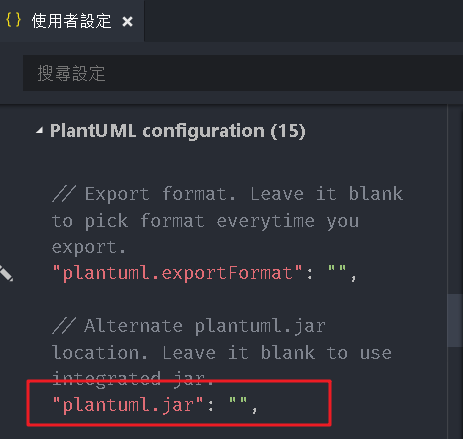 { } 使用者設定 ×
搜尋設定
PlantUML configuration (15)
// Export format. Leave it blank
to pick format everytime you
export.
"plantuml.exportFormat": "",
// Alternate plantuml.jar
location. Leave it blank to use
integrated jar.
"plantuml.jar": "",